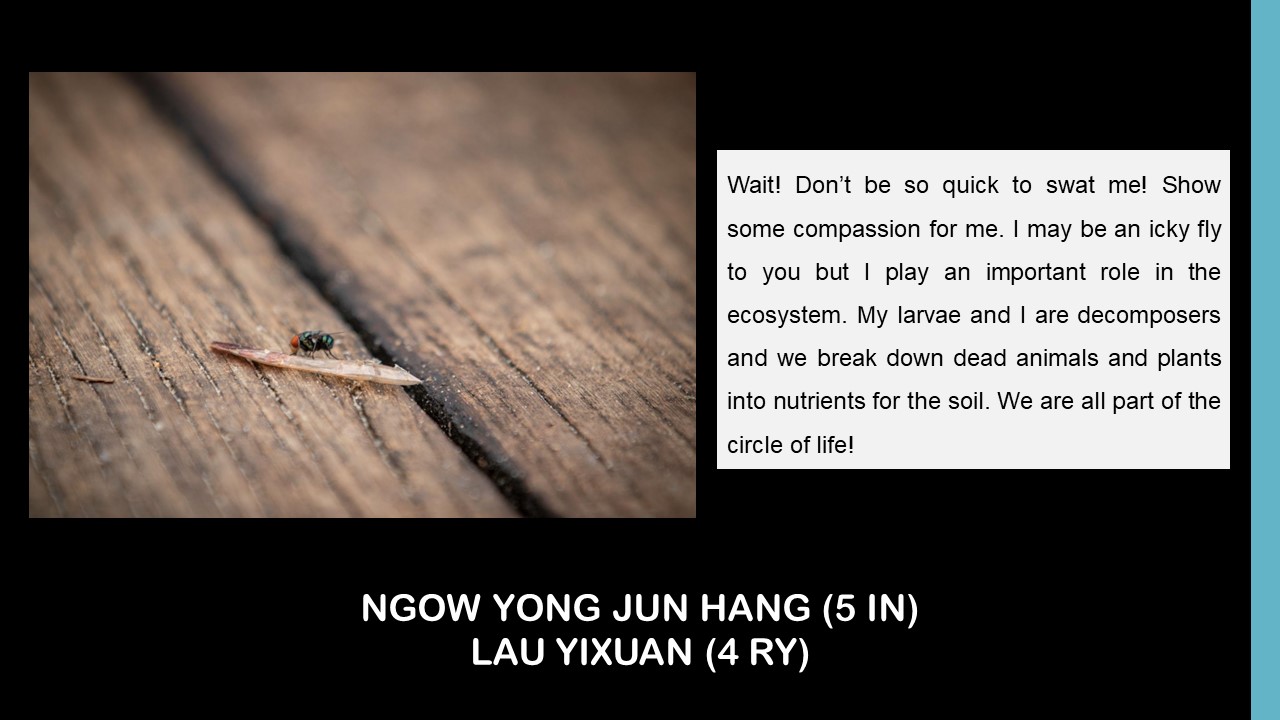 Wait! Don’t be so quick to swat me! Show
some compassion for me. I may be an icky fly
to you but I play an important role in the
ecosystem. My larvae and I are decomposers
and we break down dead animals and plants
into nutrients for the soil. We are all part of the
circle of life!
NGOW YONG JUN HANG (5 IN)
LAU YIXUAN (4 RY)